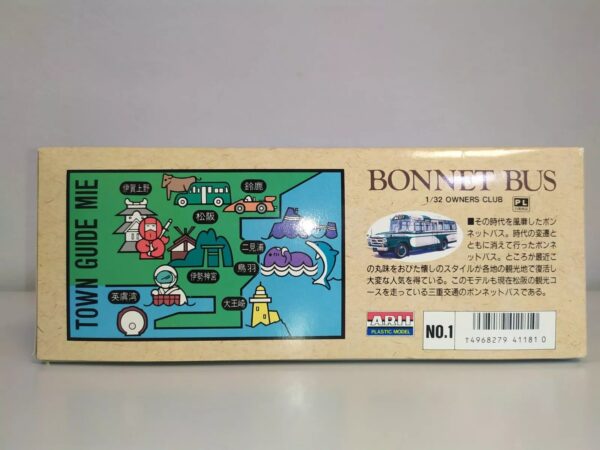 TOWN GUIDE MIE
伊賀上野
鈴鹿
松阪
二見浦
鳥羽
伊勢神宮
英虞湾
大王崎
BONNET BUS
1/32 OWNERS CLUB
PL
■その時代を風靡したボン
ネットバス。時代の変遷と
ともに消えて行ったボンネ
ットバス。ところが最近こ
の丸味をおびた懐しのスタイルが各地の観光地で復活し
大変な人気を得ている。このモデルも現在松阪の観光コ
ースを走っている三重交通のボンネットバスである。
ARII
PLASTIC MODEL
NO.1
T4968279 41181 0